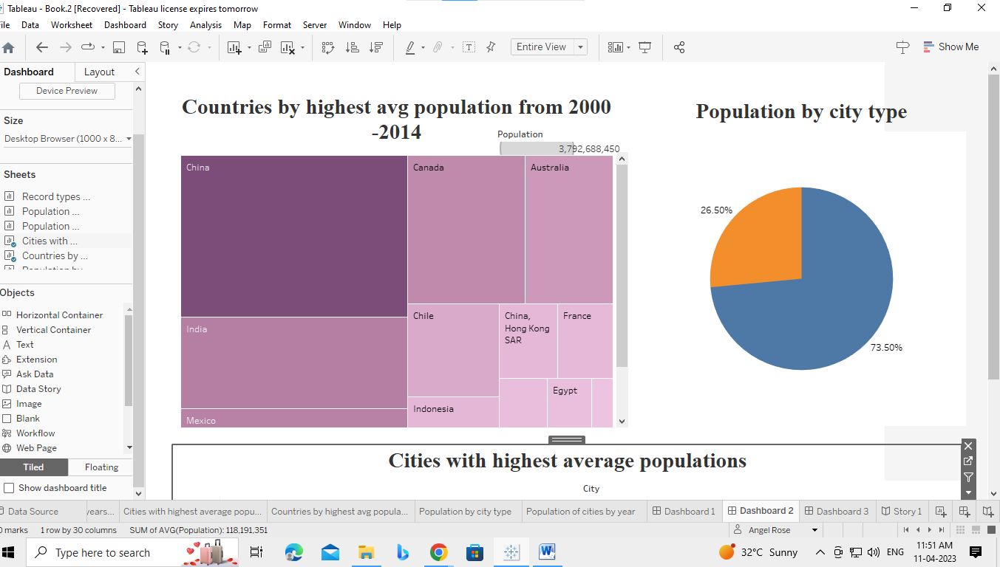 Tableau - Book.2 [Recovered] - Tableau license expires tomorrow
ile Data Worksheet Dashboard Story Analysis Map Format Server Window Help
Entire View
Show Me
Dashboard Layout
Device Preview
Size
Desktop Browser (1000 x 8...
Sheets
Record types ...
Population ...
Population ...
Cities with ...
Countries by ...
Objects
Horizontal Container
Vertical Container
Text
Extension
Ask Data
Data Story
Image
Blank
Workflow
Web Page
Tiled Floating
Show dashboard title
Countries by highest avg population from 2000
-2014
Population
3,792,688,450
China
Canada
Australia
India
Chile
China,
Hong Kong
SAR
France
Egypt
Indonesia
Mexico
Population by city type
26.50%
73.50%
Cities with highest average populations
City
Data Source years... Cities with highest average popu... Countries by highest avg popula... Population by city type Population of cities by year Dashboard 1 Dashboard 2 Dashboard 3 Story 1
0 marks 1 row by 30 columns SUM of AVG(Population): 118,191,351 Angel Rose
Type here to search
32°C Sunny
ENG
11:51 AM
11-04-2023